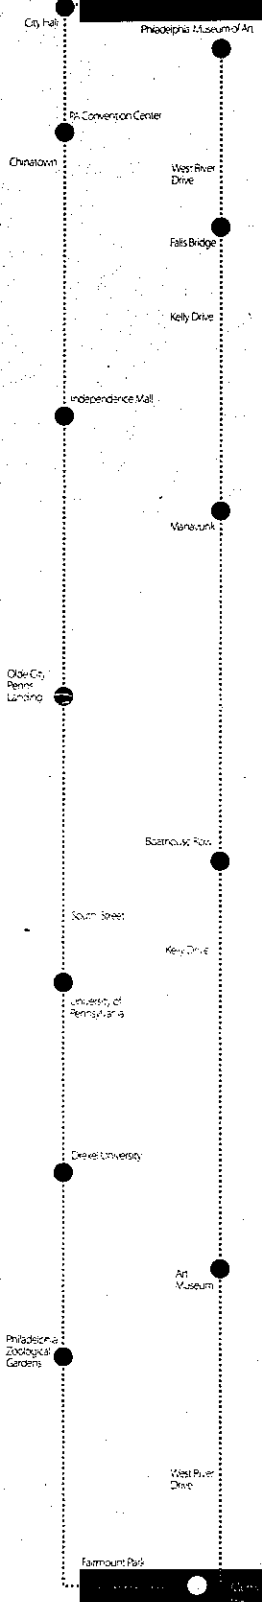 City Hall
PA Convention Center
Chinatown
Independence Mall
Olde City
Penns
Landing
South Street
University of
Pennsylvania
Drexel University
Philadelphia
Zoological
Gardens
Fairmount Park
Philadelphia Museum of Art
West River
Drive
Falls Bridge
Kelly Drive
Manayunk
Boathouse Row
Kelly Drive
Art
Museum
West River
Drive